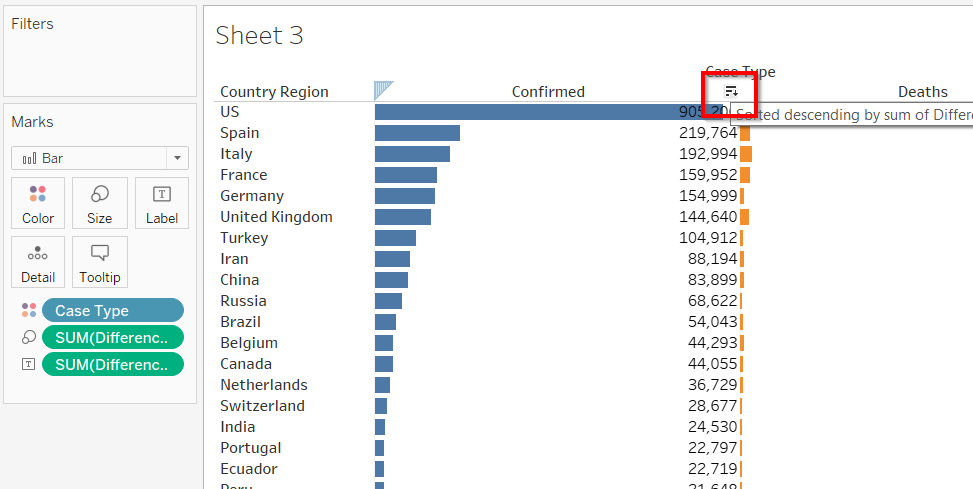 Filters
Marks
Bar
Color
Size
Label
T
Detail
Tooltip
Case Type
SUM(Differenc..
T
SUM(Differenc..
Sheet 3
Case Type
Country Region
Confirmed
Deaths
Sorted descending by sum of Differe
US
Spain 219,764
Italy 192,994
France 159,952
Germany 154,999
United Kingdom 144,640
Turkey 104,912
Iran 88,194
China 83,899
Russia 68,622
Brazil 54,043
Belgium 44,293
Canada 44,055
Netherlands 36,729
Switzerland 28,677
India 24,530
Portugal 22,797
Ecuador 22,719
Peru 21,648